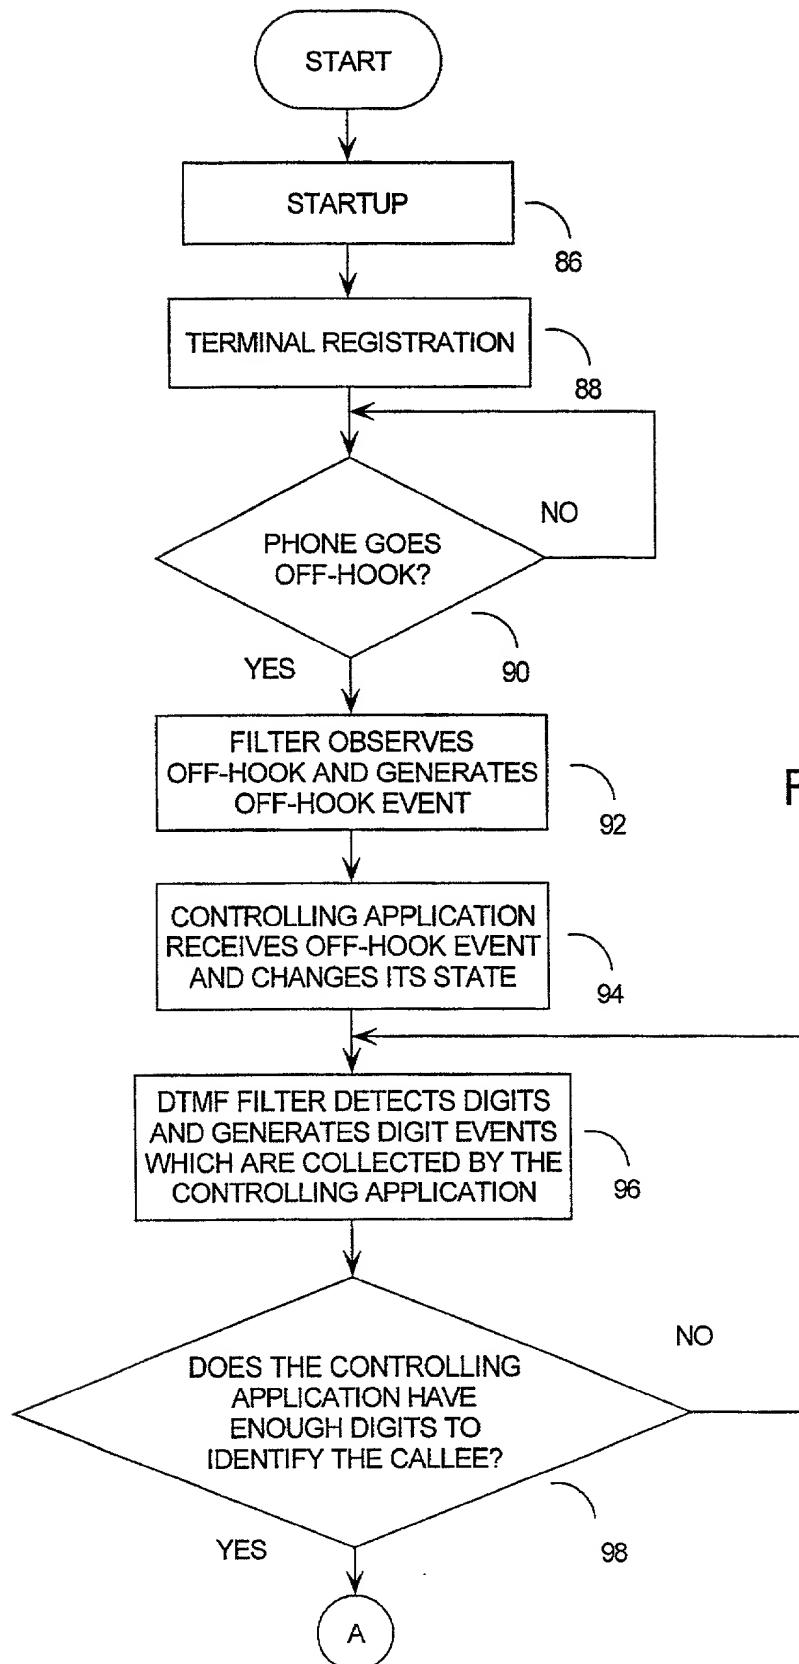 START
STARTUP
86
TERMINAL REGISTRATION
88
NO
PHONE GOES
OFF-HOOK?
90
YES
FILTER OBSERVES
OFF-HOOK AND GENERATES
OFF-HOOK EVENT
92
CONTROLLING APPLICATION
RECEIVES OFF-HOOK EVENT
AND CHANGES ITS STATE
94
DTMF FILTER DETECTS DIGITS
AND GENERATES DIGIT EVENTS
WHICH ARE COLLECTED BY THE
CONTROLLING APPLICATION
96
NO
DOES THE CONTROLLING
APPLICATION HAVE
ENOUGH DIGITS TO
IDENTIFY THE CALLEE?
98
YES
A